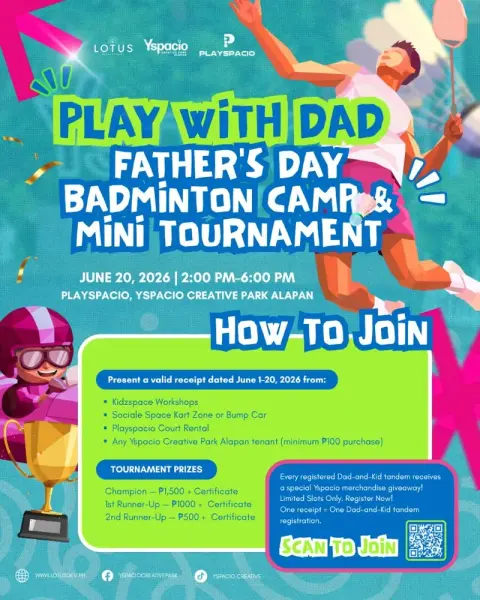 LOTUS
Yspacio
PLAYSPACIO
PLAY WiTH DAD
FATHER'S DAY
BADMiNTON CAMP &
MiNi TOURNAMENT
JUNE 20, 2026 | 2:00 PM-6:00 PM
PLAYSPACIO, YSPACIO CREATIVE PARK ALAPAN
HOW TO JOiN
Present a valid receipt dated June 1-20, 2026 from:
• Kidzspace Workshops
• Sociale Space Kart Zone or Bump Car
• Playspacio Court Rental
• Any Yspacio Creative Park Alapan tenant (minimum ₱100 purchase)
TOURNAMENT PRIZES
Champion — ₱1,500 + Certificate
1st Runner-Up — ₱1000 + Certificate
2nd Runner-Up — ₱500 + Certificate
Every registered Dad-and-Kid tandem receives
a special Yspacio merchandise giveaway!
Limited Slots Only. Register Now!
One receipt = One Dad-and-Kid tandem
registration.
SCAN TO JOiN
YSPACIO CREATIVE